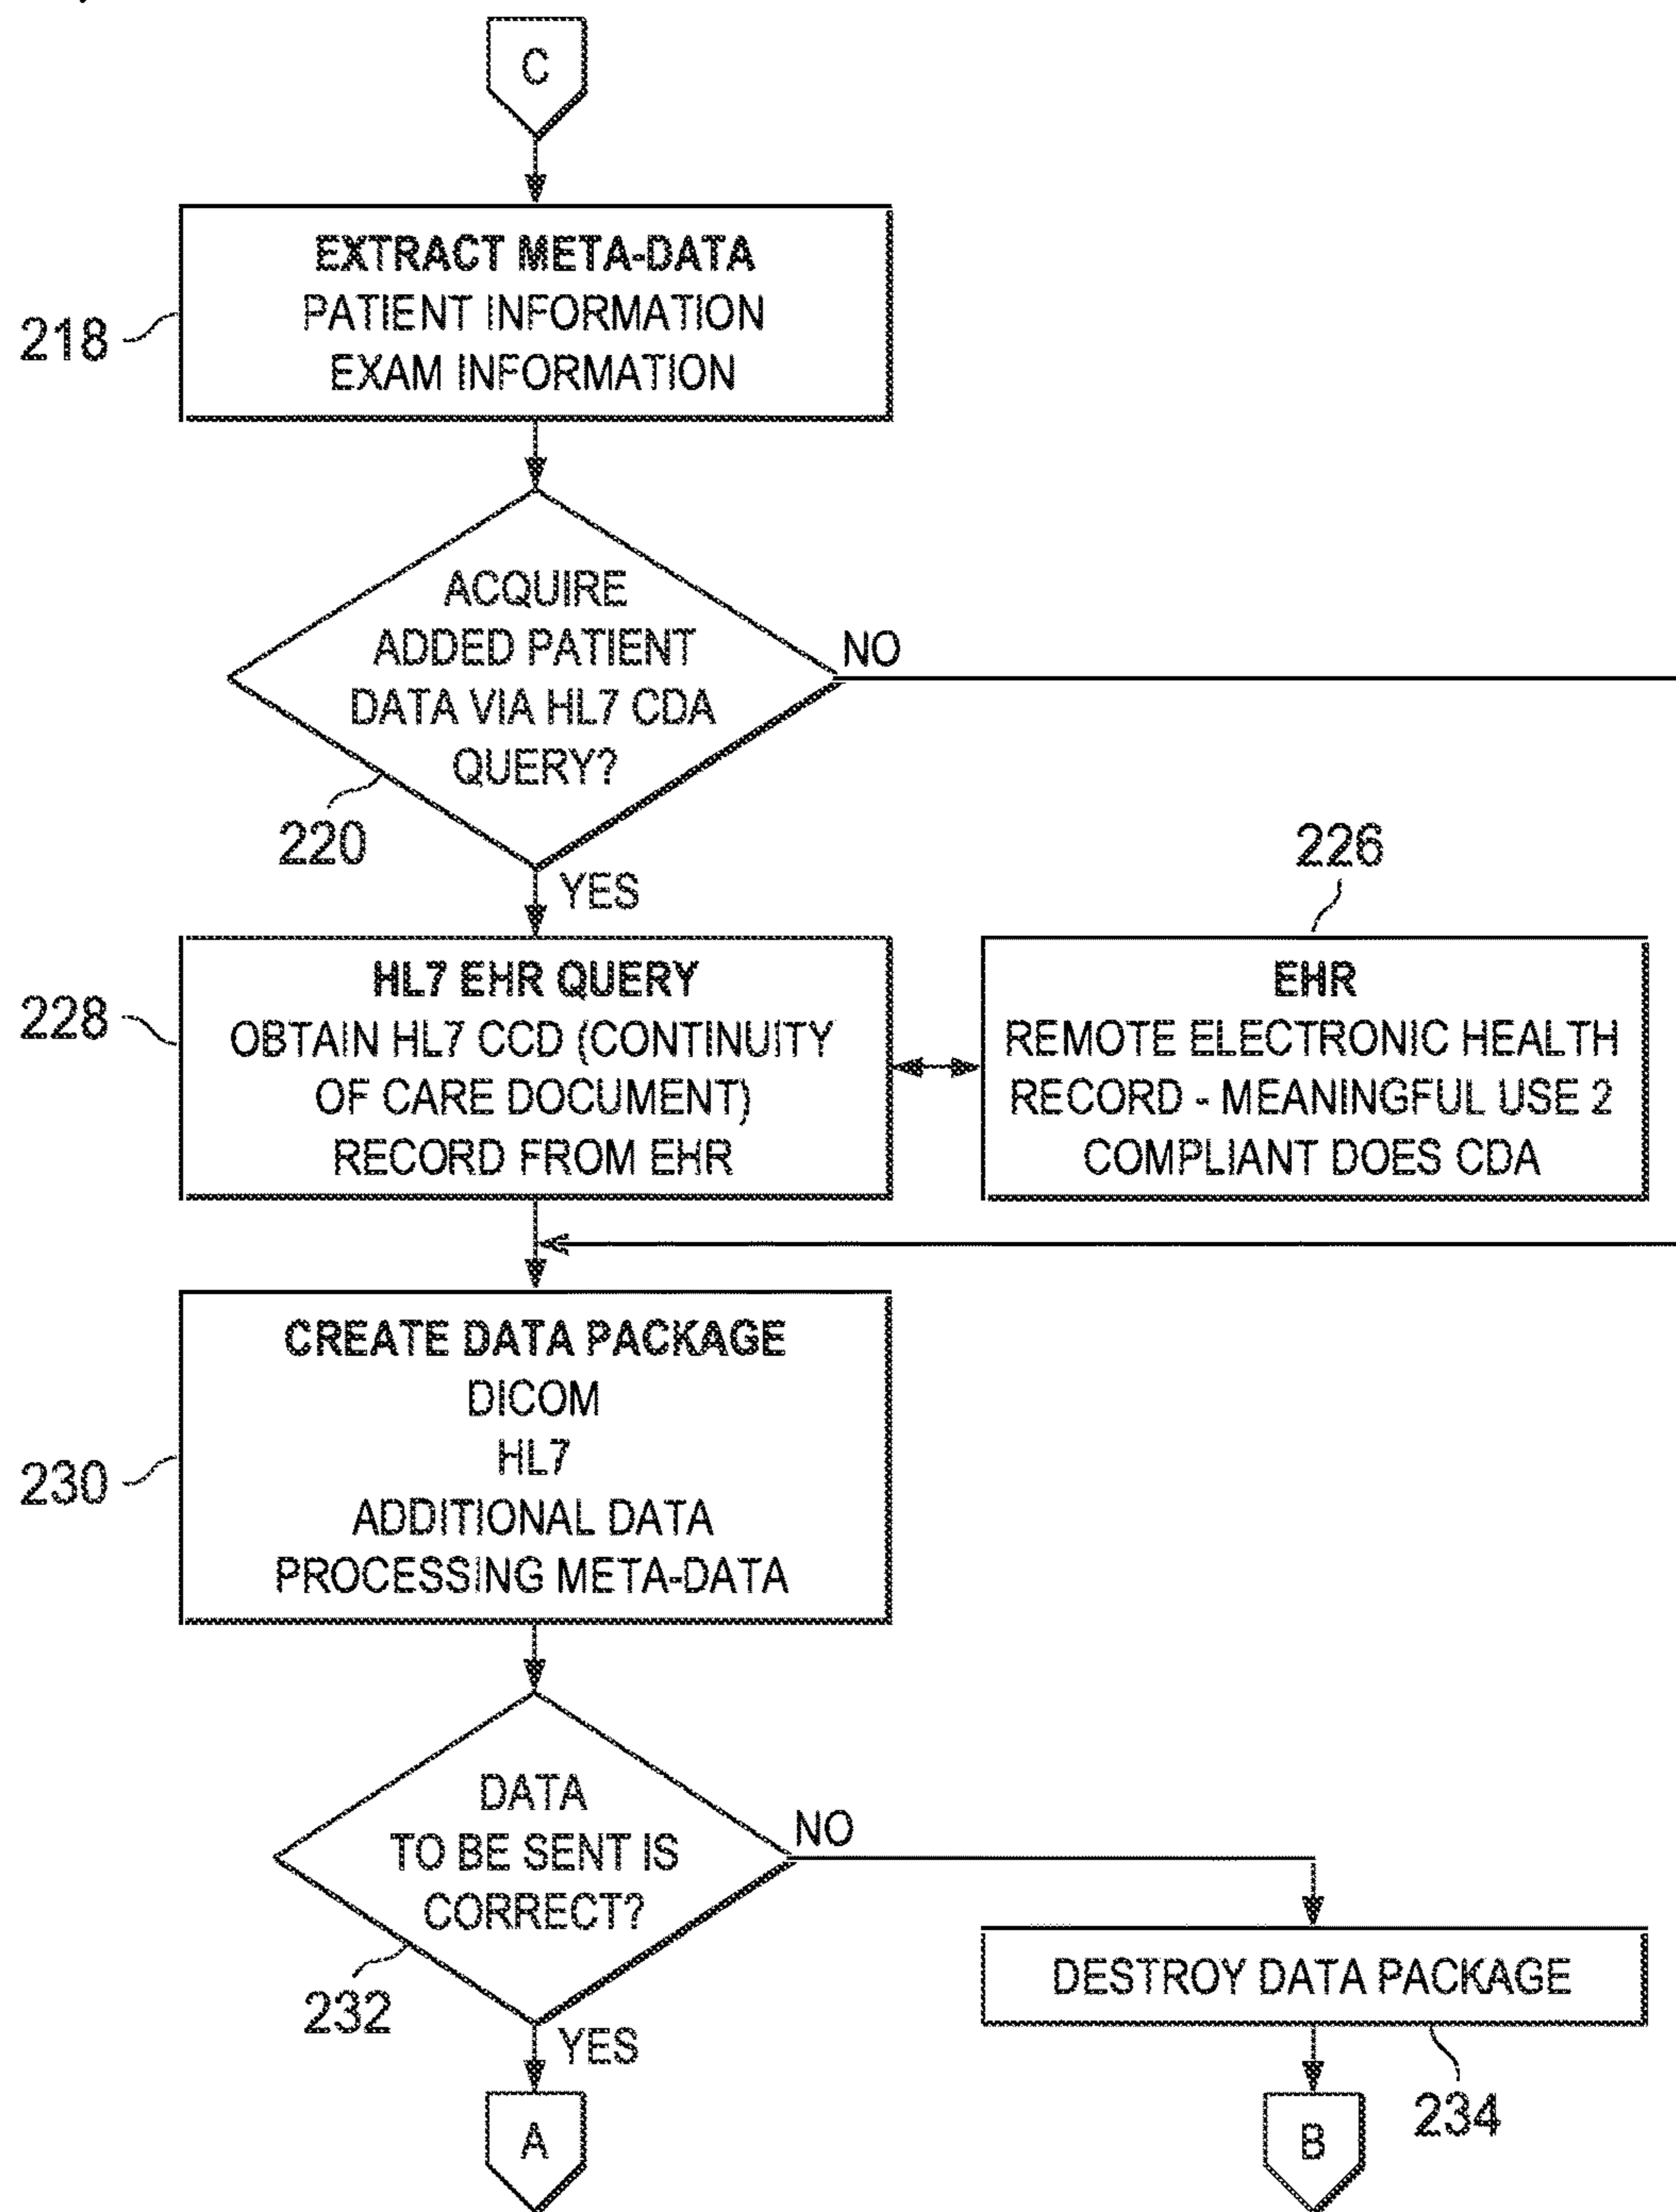 C
EXTRACT META-DATA
PATIENT INFORMATION
EXAM INFORMATION
218
ACQUIRE
ADDED PATIENT
DATA VIA HL7 CDA
QUERY?
NO
220
YES
226
HL7 EHR QUERY
OBTAIN HL7 CCD (CONTINUITY
OF CARE DOCUMENT)
RECORD FROM EHR
228
EHR
REMOTE ELECTRONIC HEALTH
RECORD - MEANINGFUL USE 2
COMPLIANT DOES CDA
CREATE DATA PACKAGE
DICOM
HL7
ADDITIONAL DATA
PROCESSING META-DATA
230
DATA
TO BE SENT IS
CORRECT?
NO
232
YES
DESTROY DATA PACKAGE
234
A
B